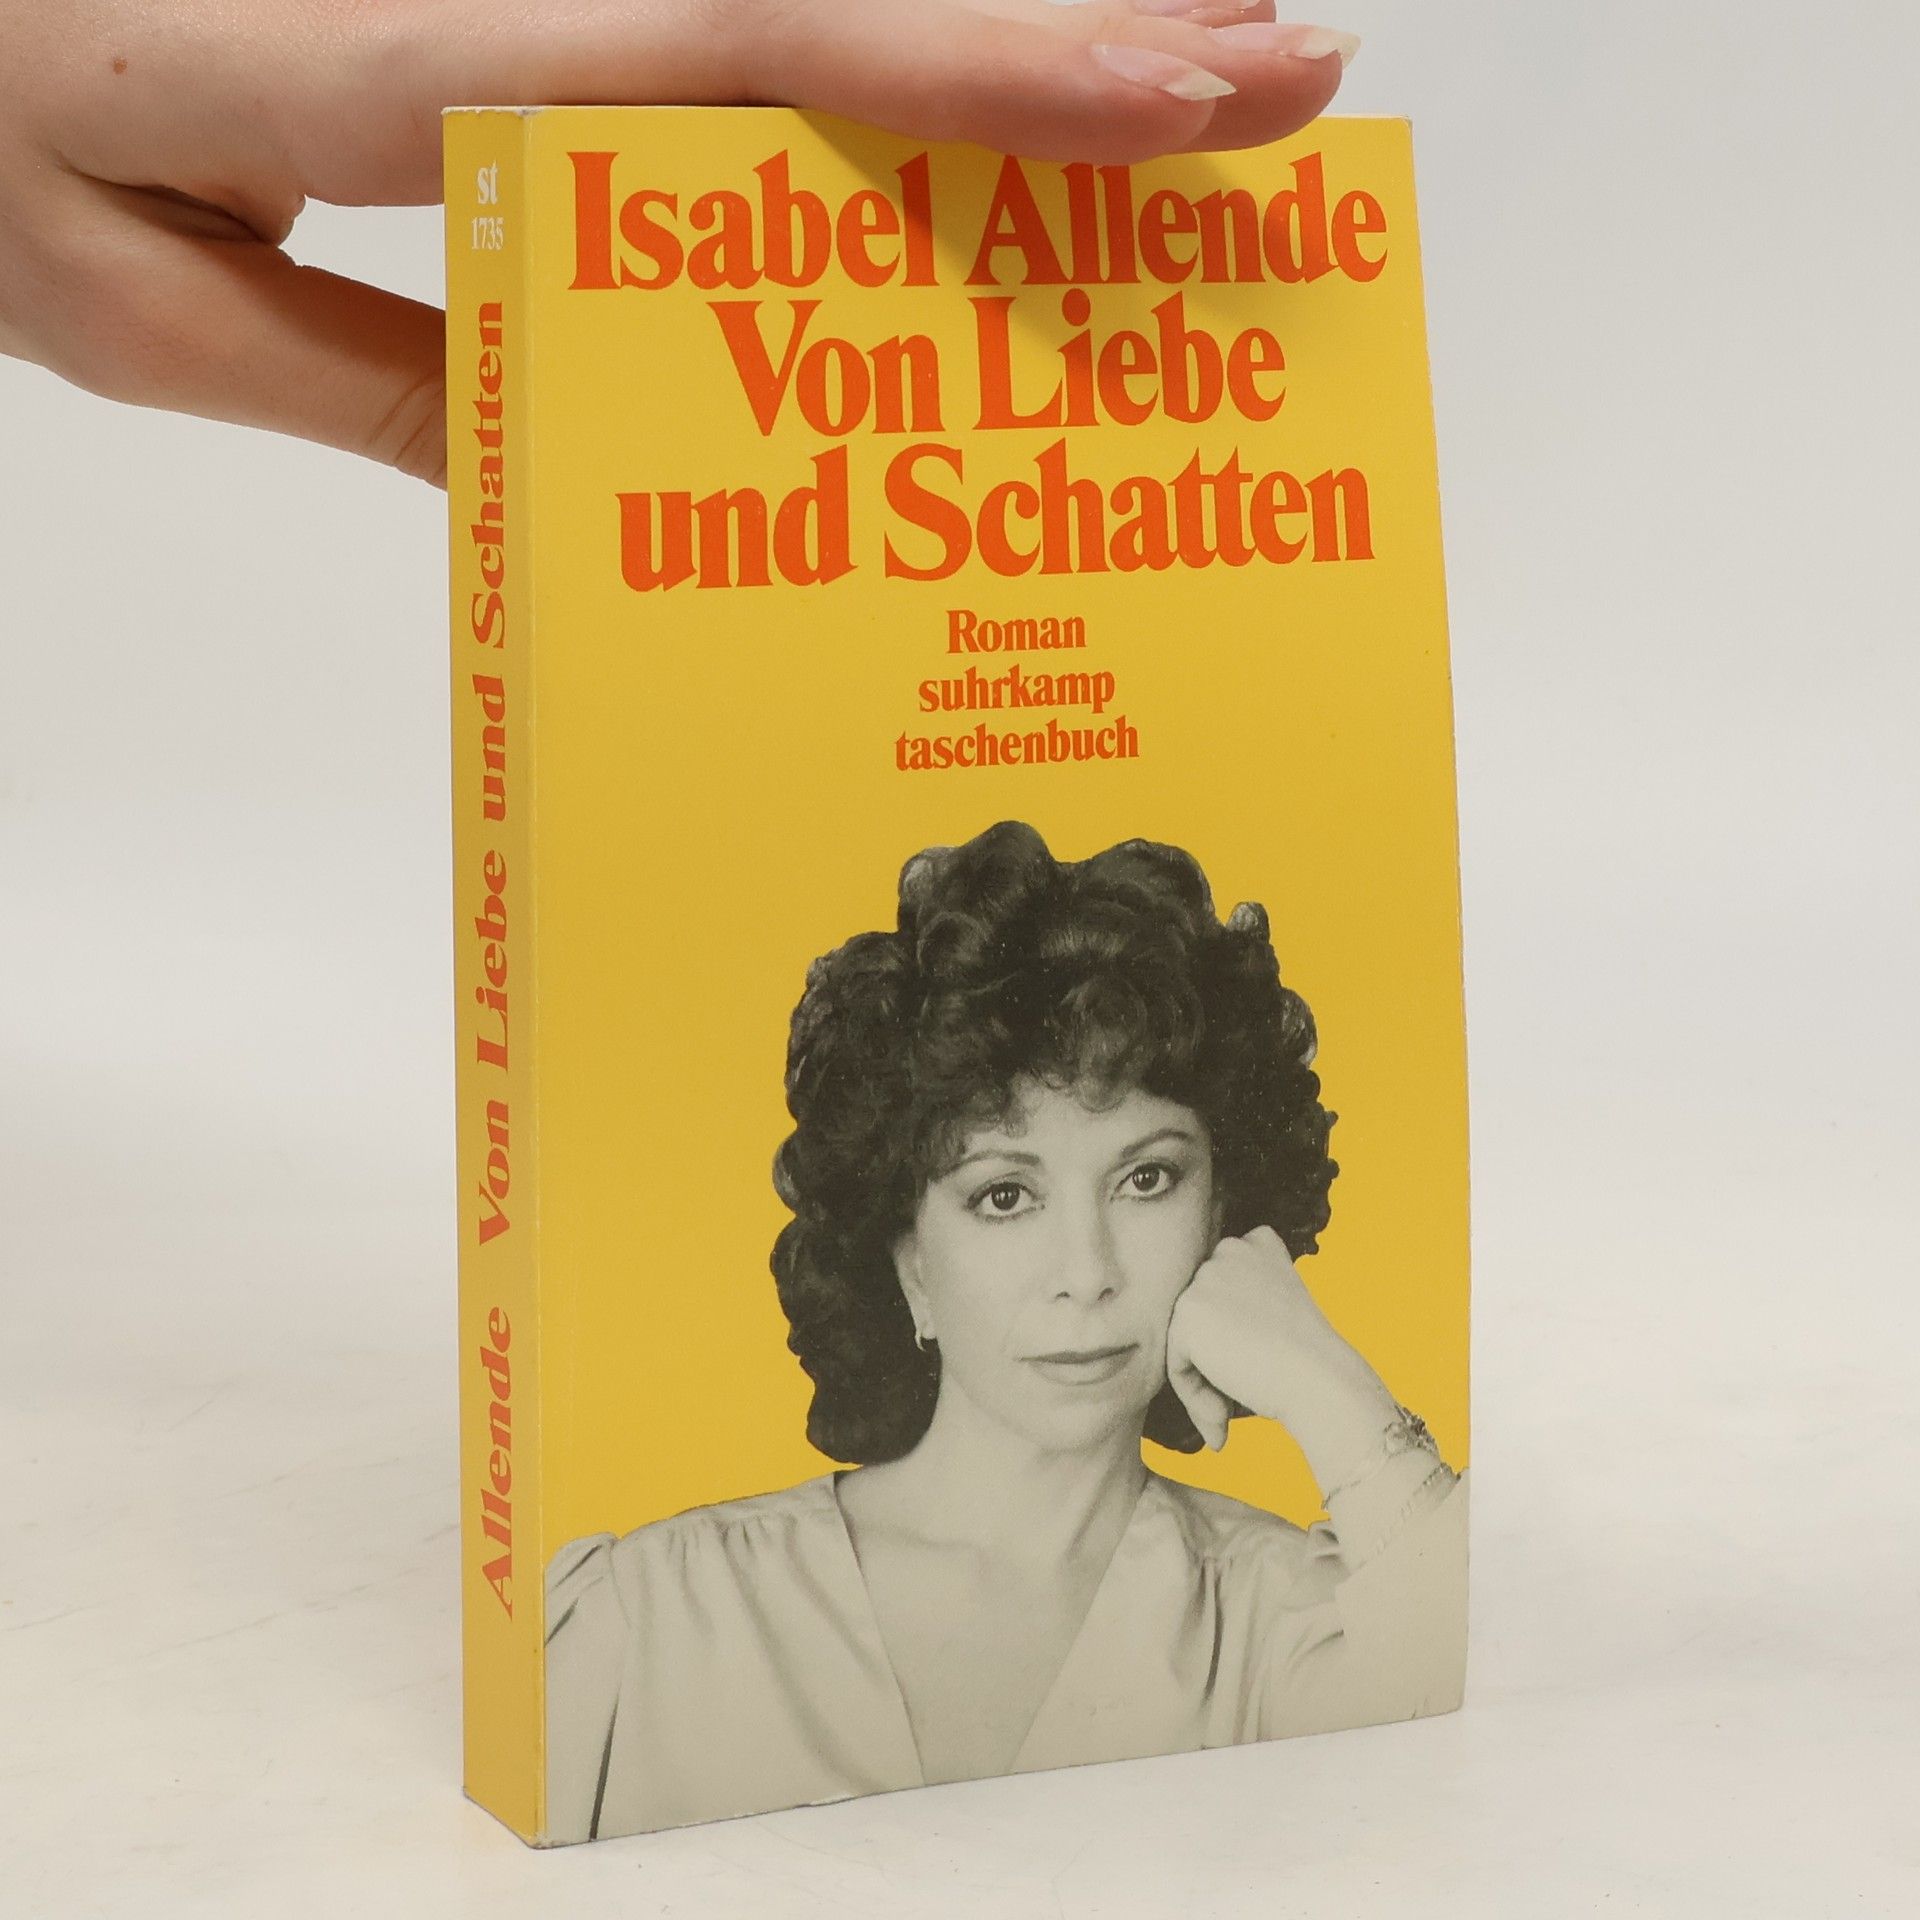 st
1735
Allende Von Liebe und Schatten
Isabel Allende
Von Liebe
und Schatten
Roman
suhrkamp
taschenbuch